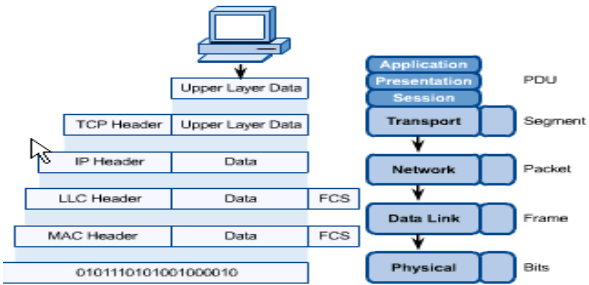 Upper Layer Data
TCP Header Upper Layer Data
IP Header Data
LLC Header Data FCS
MAC Header Data FCS
0101110101001000010
Application
Presentation PDU
Session
Transport Segment
Network Packet
Data Link Frame
Physical Bits